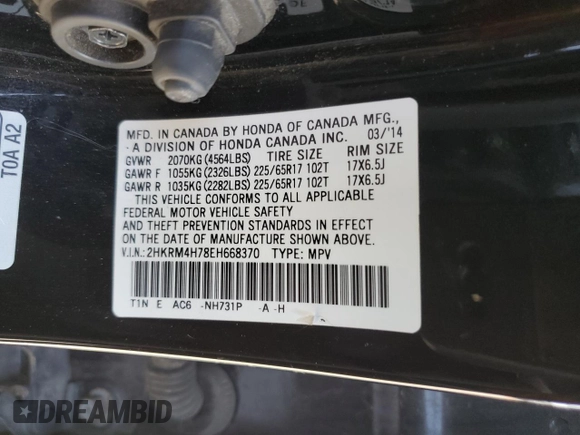 MFD. IN CANADA BY HONDA OF CANADA MFG.,
A DIVISION OF HONDA CANADA INC. 03/'14
GVWR 2070KG (4564LBS) TIRE SIZE RIM SIZE
GAWR F 1055KG (2326LBS) 225/65R17 102T 17X6.5J
GAWR R 1035KG (2282LBS) 225/65R17 102T 17X6.5J
THIS VEHICLE CONFORMS TO ALL APPLICABLE
FEDERAL MOTOR VEHICLE SAFETY
AND THEFT PREVENTION STANDARDS IN EFFECT
ON THE DATE OF MANUFACTURE SHOWN ABOVE.
V.I.N.: 2HKRM4H78EH668370 TYPE: MPV
T1N E AC6 -NH731P -A -H
T0A A2
DREAMBID